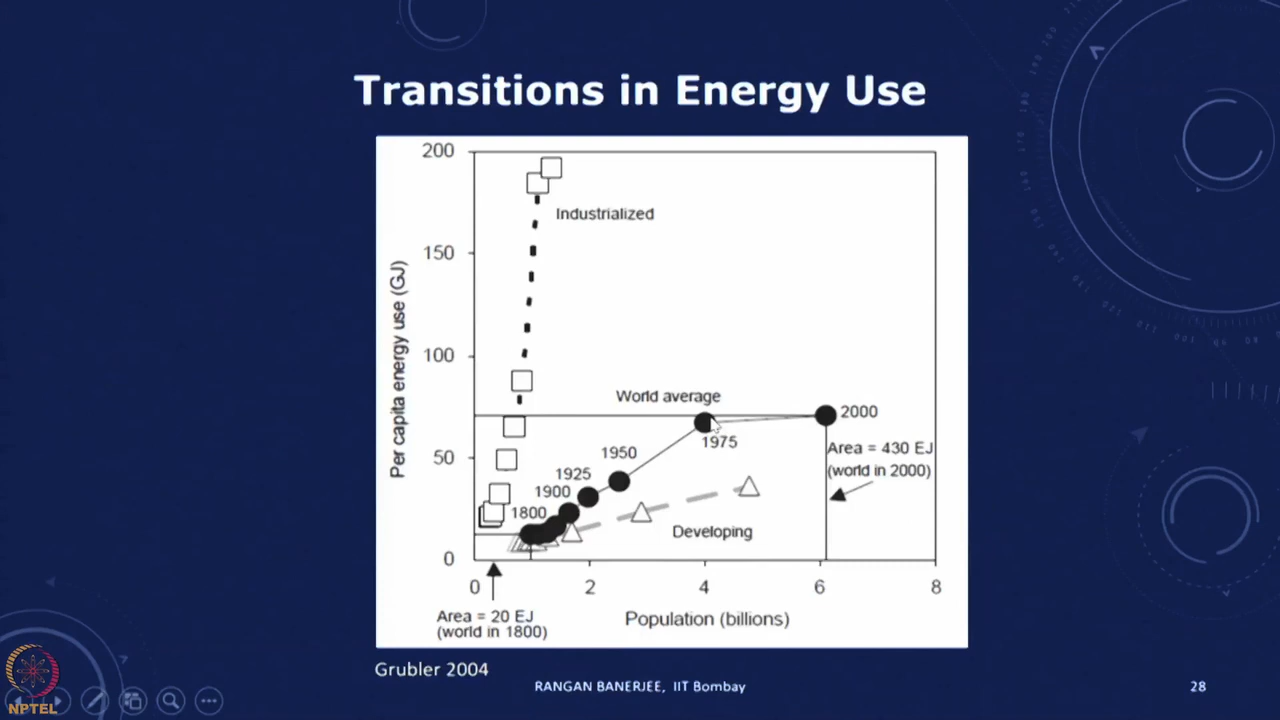 Transitions in Energy Use
200
150
100
50
0
Per capita energy use (GJ)
Industrialized
World average
2000
1975
1950
1925
1900
1800
Area = 430 EJ
(world in 2000)
Developing
0 2 4 6 8
Area = 20 EJ
(world in 1800)
Population (billions)
Grubler 2004
RANGAN BANERJEE, IIT Bombay
28
NPTEL